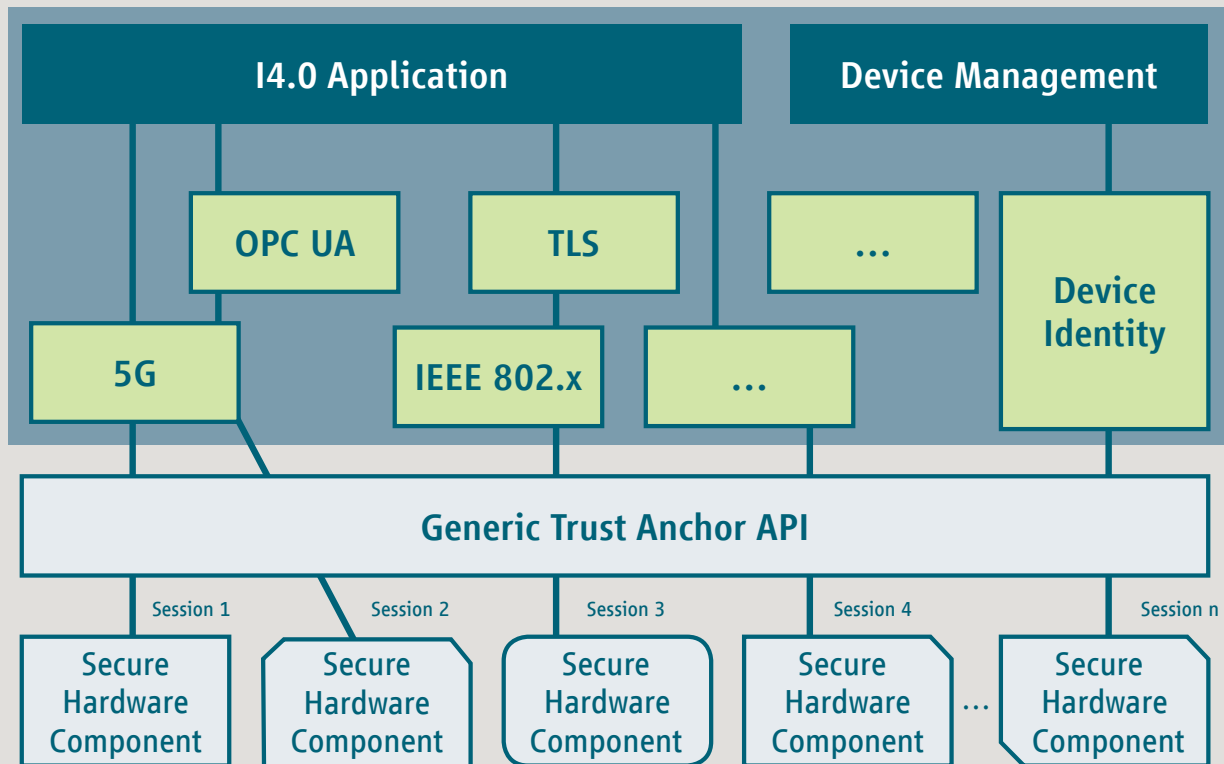 I4.0 Application
Device Management
OPC UA
TLS
...
Device
Identity
5G
IEEE 802.x
...
Generic Trust Anchor API
Session 1
Session 2
Session 3
Session 4
Session n
Secure
Hardware
Component
Secure
Hardware
Component
Secure
Hardware
Component
Secure
Hardware
Component
...
Secure
Hardware
Component